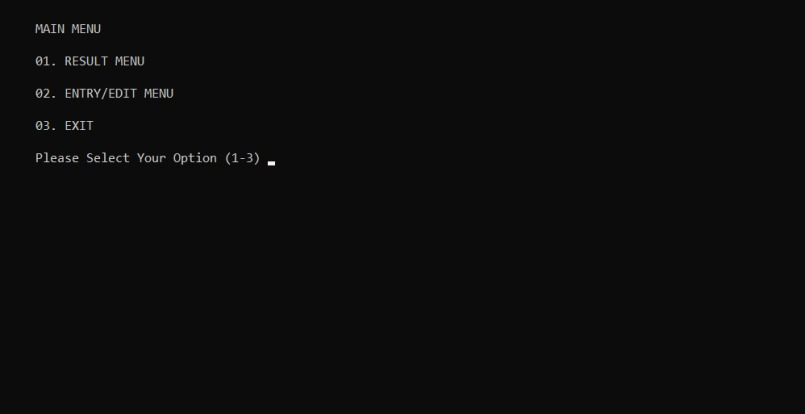 MAIN MENU
01. RESULT MENU
02. ENTRY/EDIT MENU
03. EXIT
Please Select Your Option (1-3)